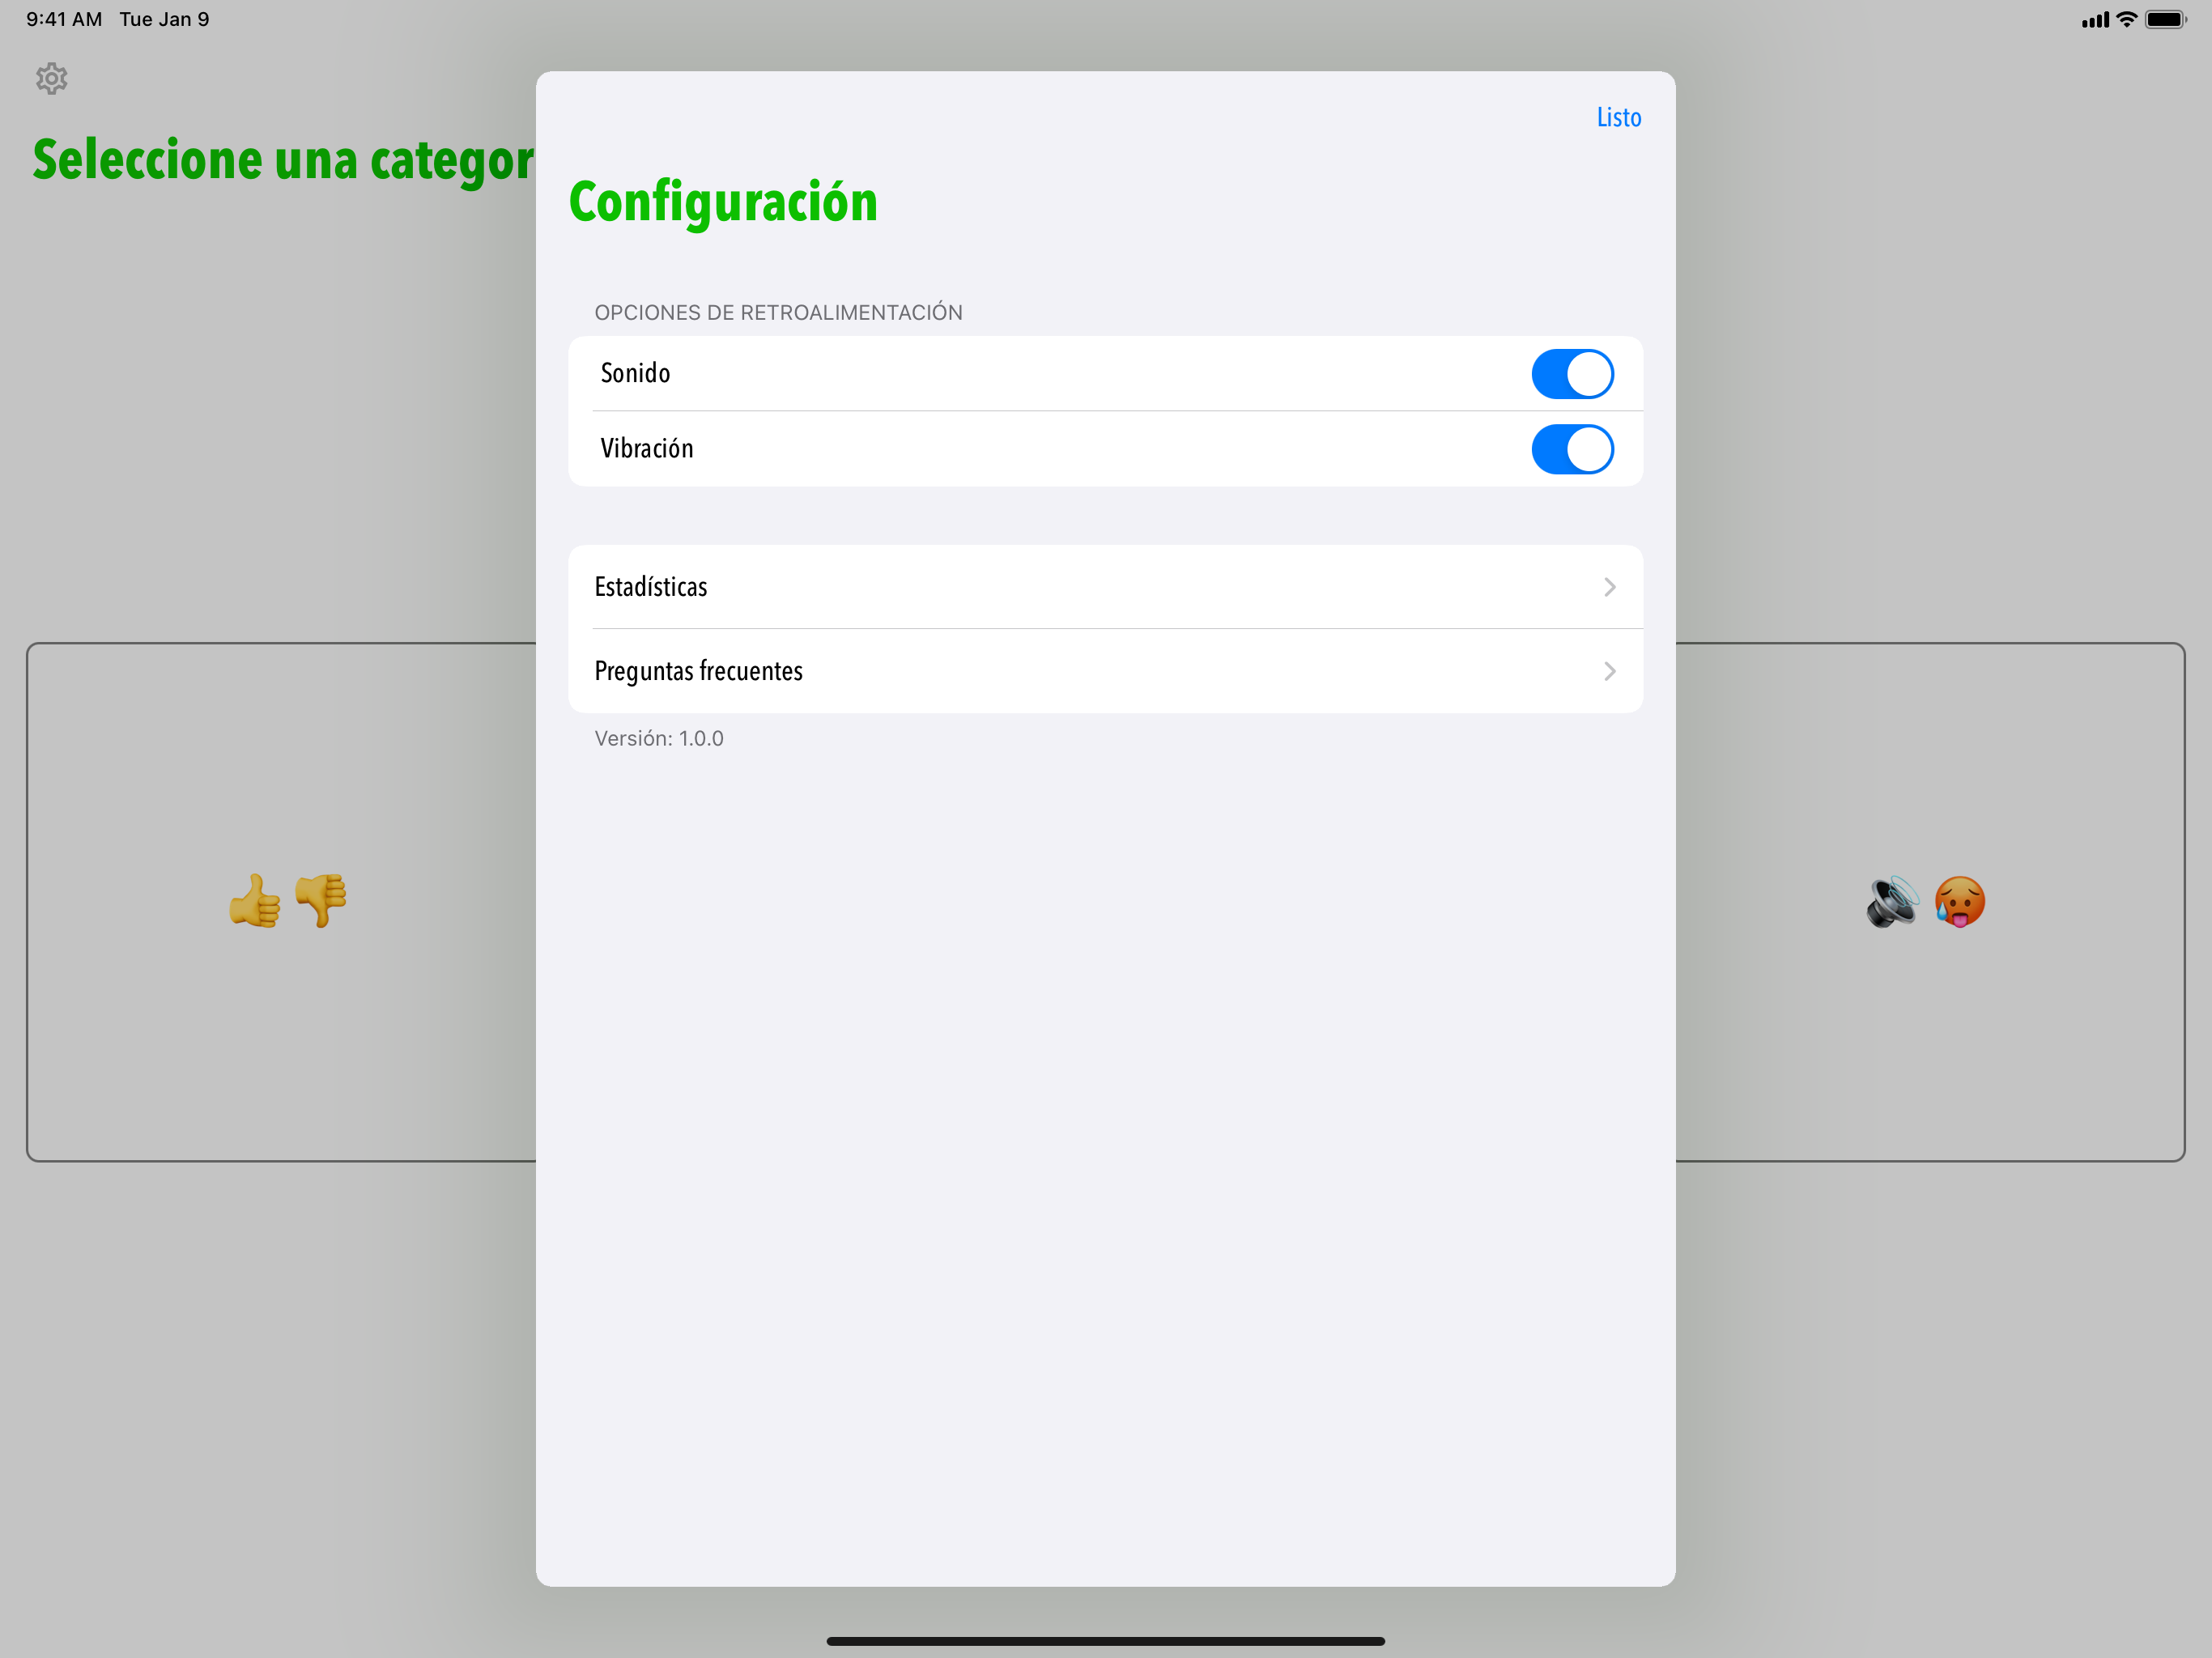 9:41 AM Tue Jan 9
Seleccione una categor
Listo
Configuración
OPCIONES DE RETROALIMENTACIÓN
Sonido
Vibración
Estadísticas
Preguntas frecuentes
Versión: 1.0.0